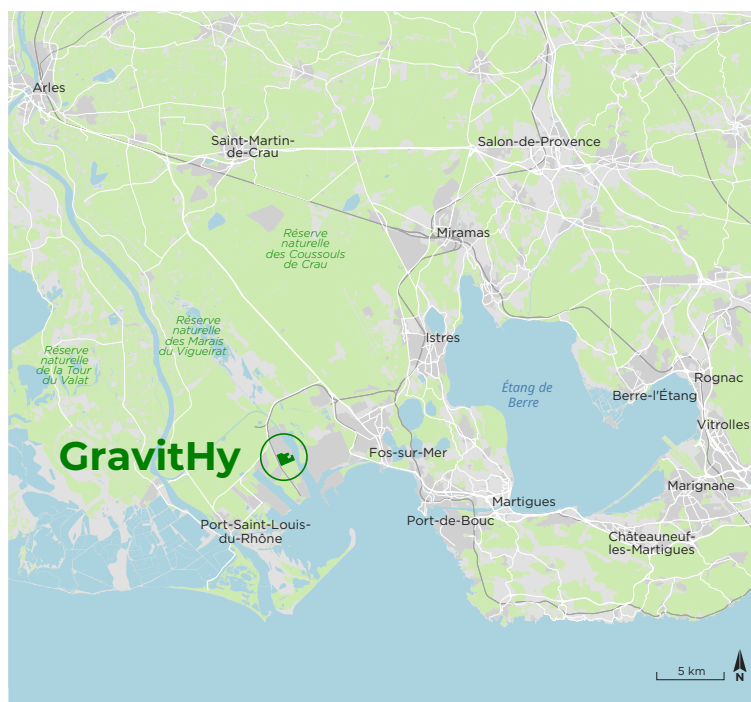 Arles
Saint-Martin-
de-Crau
Salon-de-Provence
Réserve
naturelle
des Coussouls
de Crau
Miramas
Réserve
naturelle
des Marais
du Vigueirat
Istres
Réserve
naturelle
de la Tour
du Valat
Étang de
Berre
Rognac
Berre-l'Étang
Vitrolles
GravitHy
Fos-sur-Mer
Marignane
Martigues
Port-Saint-Louis-
du-Rhône
Port-de-Bouc
Châteauneuf-
les-Martigues
5 km
N